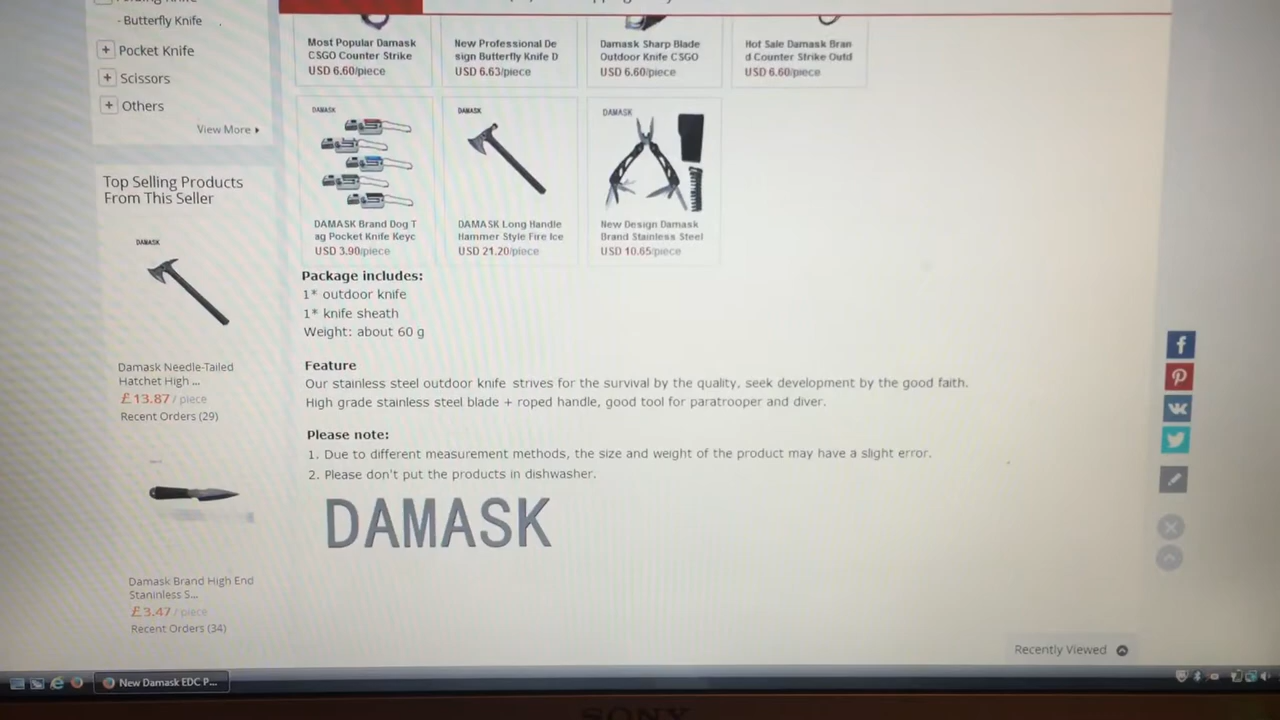 - Butterfly Knife
Pocket Knife
Scissors
Others
View More
Top Selling Products
From This Seller
DAMASK
Damask Needle-Tailed
Hatchet High ...
£13.87 / piece
Recent Orders (29)
Damask Brand High End
Staninless S...
£3.47 / piece
Recent Orders (34)
Most Popular Damask
CSGO Counter Strike
USD 6.60/piece
New Professional De
sign Butterfly Knife D
USD 6.63/piece
Damask Sharp Blade
Outdoor Knife CSGO
USD 6.60/piece
Hot Sale Damask Bran
d Counter Strike Outd
USD 6.60/piece
DAMASK
DAMASK Brand Dog T
ag Pocket Knife Keyc
USD 3.90/piece
DAMASK
DAMASK Long Handle
Hammer Style Fire Ice
USD 21.20/piece
DAMASK
New Design Damask
Brand Stainless Steel
USD 10.65/piece
Package includes:
1* outdoor knife
1* knife sheath
Weight: about 60 g
Feature
Our stainless steel outdoor knife strives for the survival by the quality, seek development by the good faith.
High grade stainless steel blade + roped handle, good tool for paratrooper and diver.
Please note:
1. Due to different measurement methods, the size and weight of the product may have a slight error.
2. Please don't put the products in dishwasher.
DAMASK
Recently Viewed
New Damask EDC P...
SONY